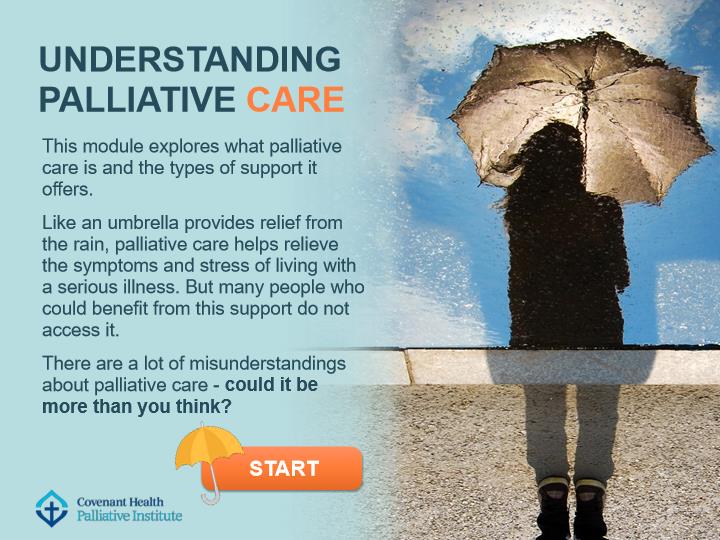 UNDERSTANDING
PALLIATIVE CARE
This module explores what palliative
care is and the types of support it
offers.
Like an umbrella provides relief from
the rain, palliative care helps relieve
the symptoms and stress of living with
a serious illness. But many people who
could benefit from this support do not
access it.
There are a lot of misunderstandings
about palliative care - could it be
more than you think?
START
Covenant Health
Palliative Institute